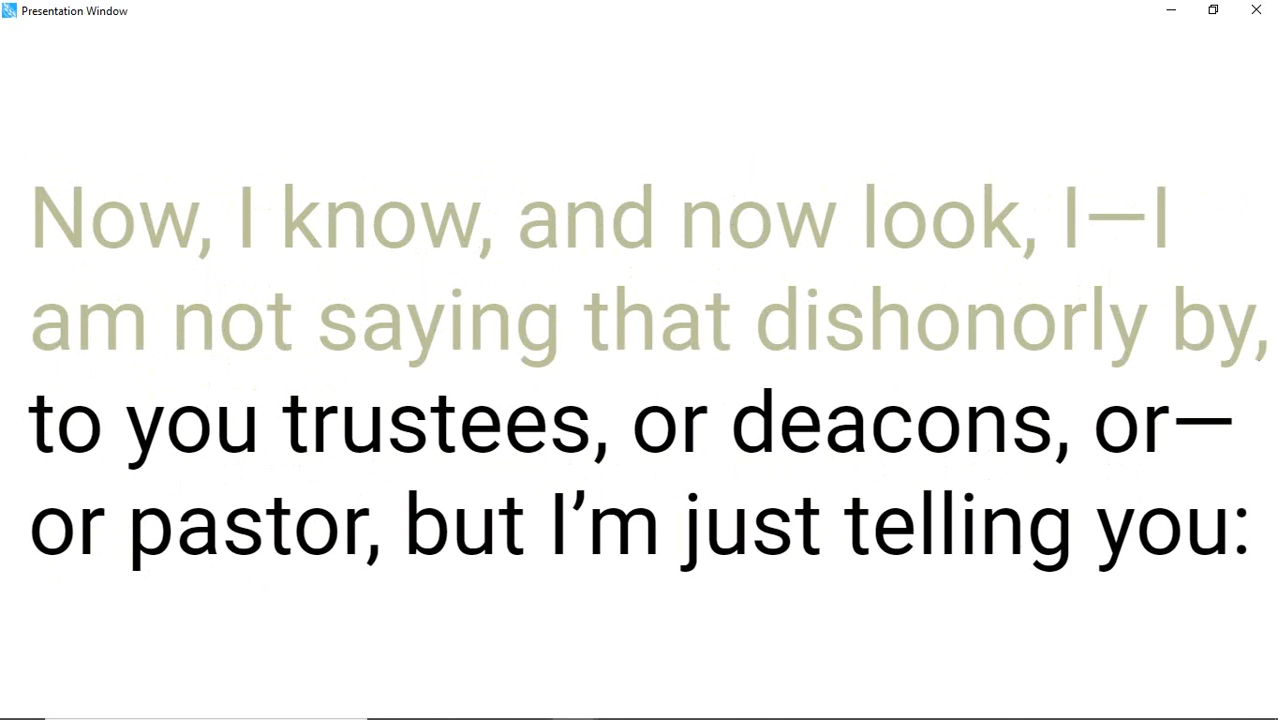 Presentation Window
Now, I know, and now look, I—I
am not saying that dishonorly by,
to you trustees, or deacons, or—
or pastor, but I’m just telling you: